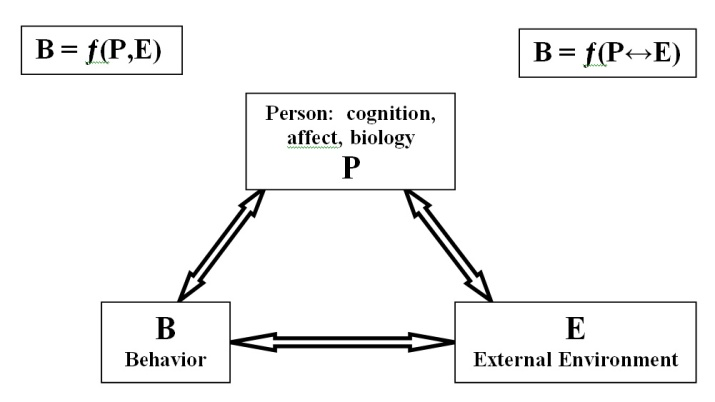 B = ƒ(P,E)
B = ƒ(P↔E)
Person: cognition,
affect, biology
P
B
Behavior
E
External Environment